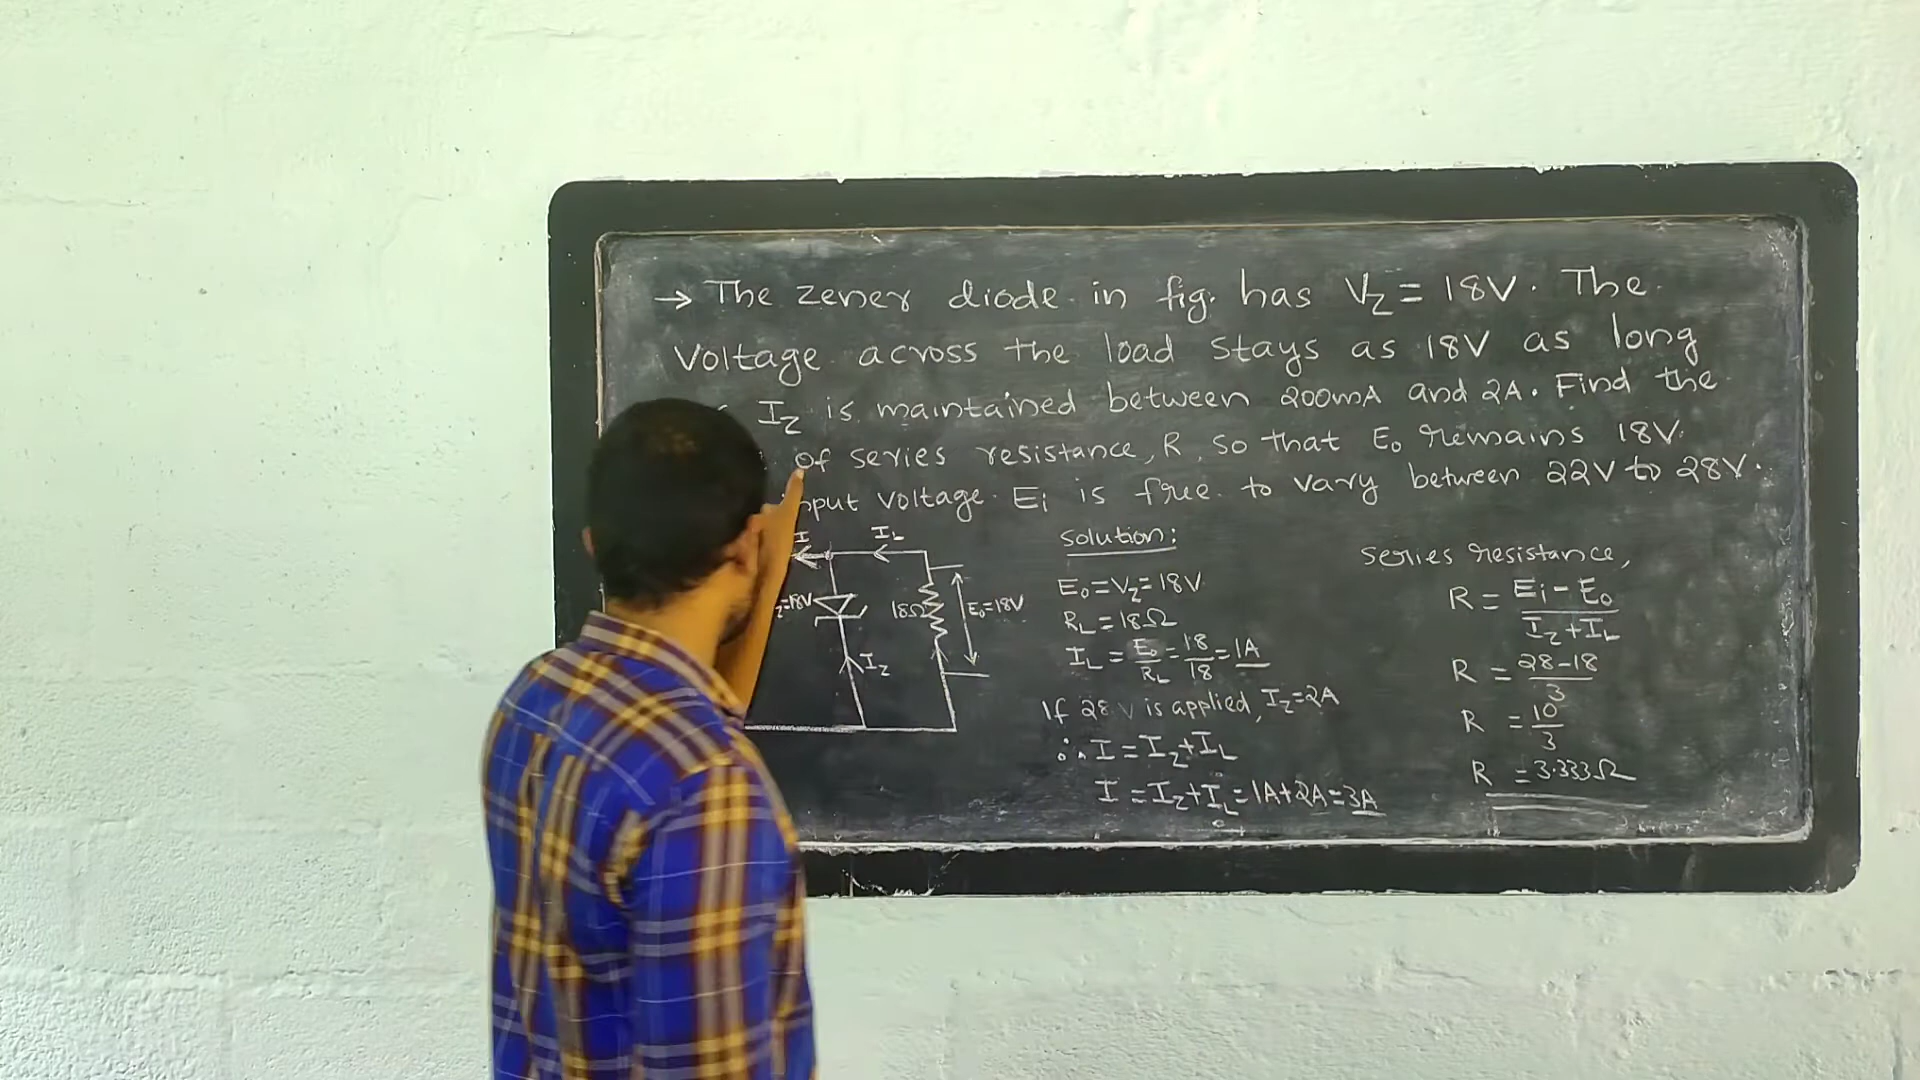 → The zener diode in fig. has Vz = 18V. The
Voltage across the load stays as 18V as long
Iz is maintained between 200mA and 2A. Find the
of series resistance, R, so that E₀ remains 18V.
input voltage Ei is free to vary between 22V to 28V.
I
IL
=18V
18Ω
E₀=18V
Iz
Solution:
E₀=Vz=18V
RL=18Ω
IL = E₀/RL = 18/18 = 1A
If 28 V is applied, Iz=2A
∴ I = Iz+IL
I = Iz+IL = 1A+2A = 3A
Series resistance,
R = Ei - E₀ / Iz+IL
R = 28-18 / 3
R = 10/3
R = 3.333Ω